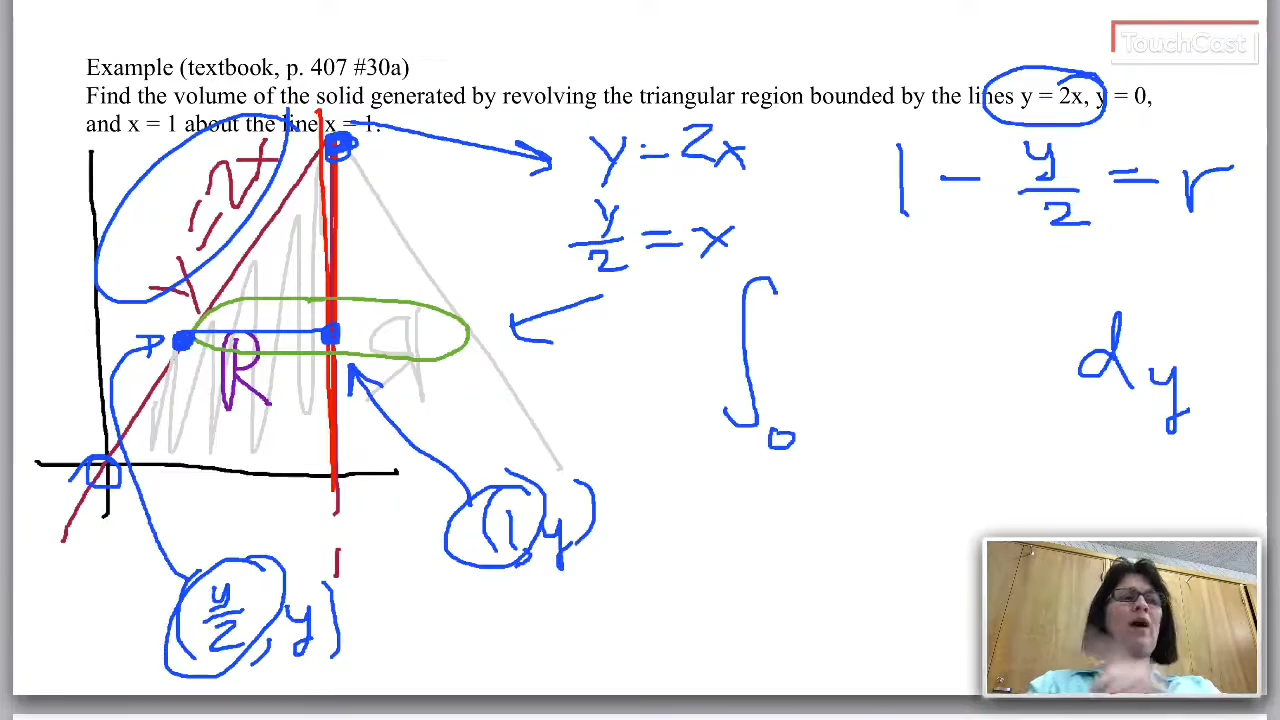 TouchCast
Example (textbook, p. 407 #30a)
Find the volume of the solid generated by revolving the triangular region bounded by the lines y = 2x, y = 0,
and x = 1 about the line x = 1.
y = 2x
y = 2x
1 - y/2 = r
y/2 = x
R
R
∫ 0 dy
(1, y)
(y/2, y)